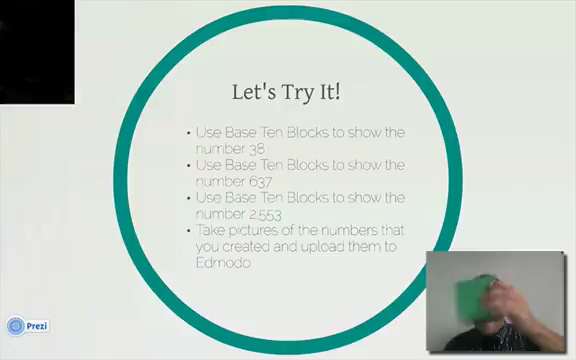 Let's Try It!
• Use Base Ten Blocks to show the
number 38
• Use Base Ten Blocks to show the
number 637
• Use Base Ten Blocks to show the
number 2,553
• Take pictures of the numbers that
you created and upload them to
Edmodo
Prezi